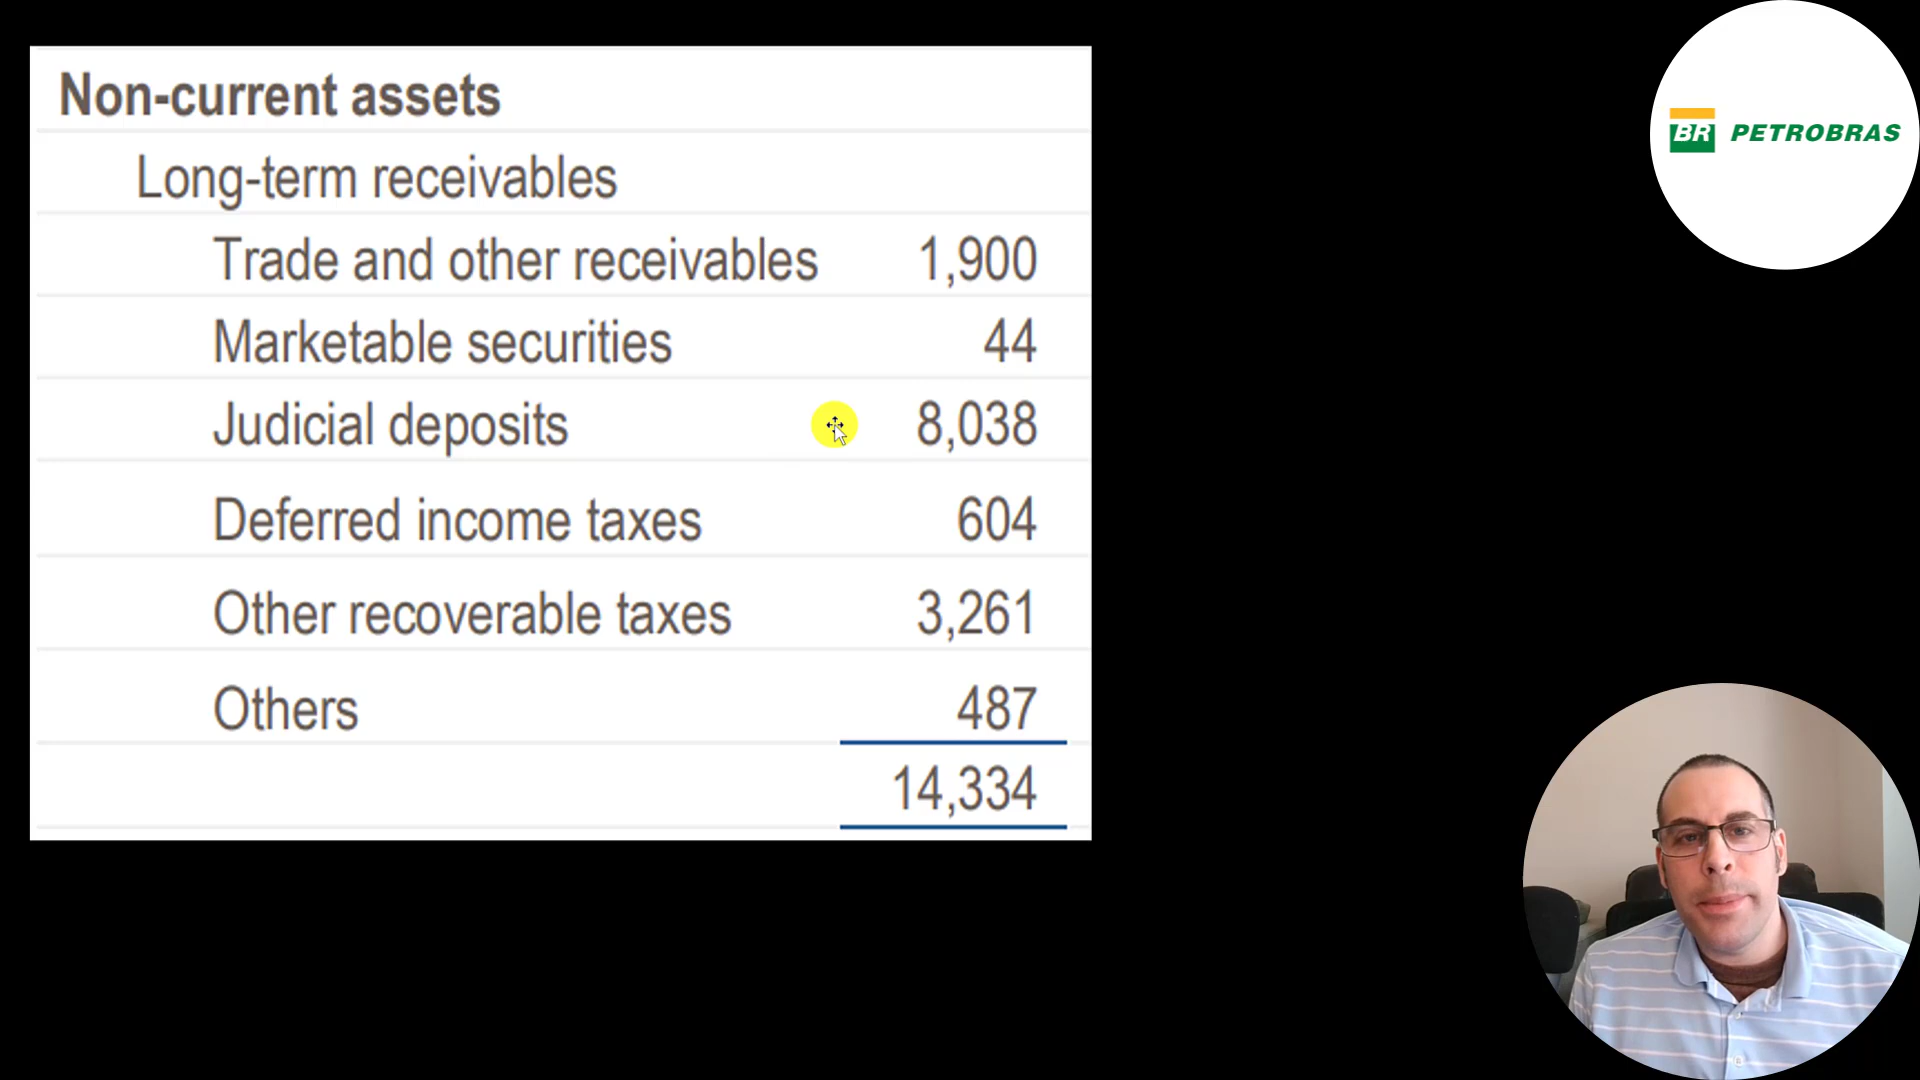 Non-current assets
Long-term receivables
Trade and other receivables 1,900
Marketable securities 44
Judicial deposits 8,038
Deferred income taxes 604
Other recoverable taxes 3,261
Others 487
14,334
BR PETROBRAS